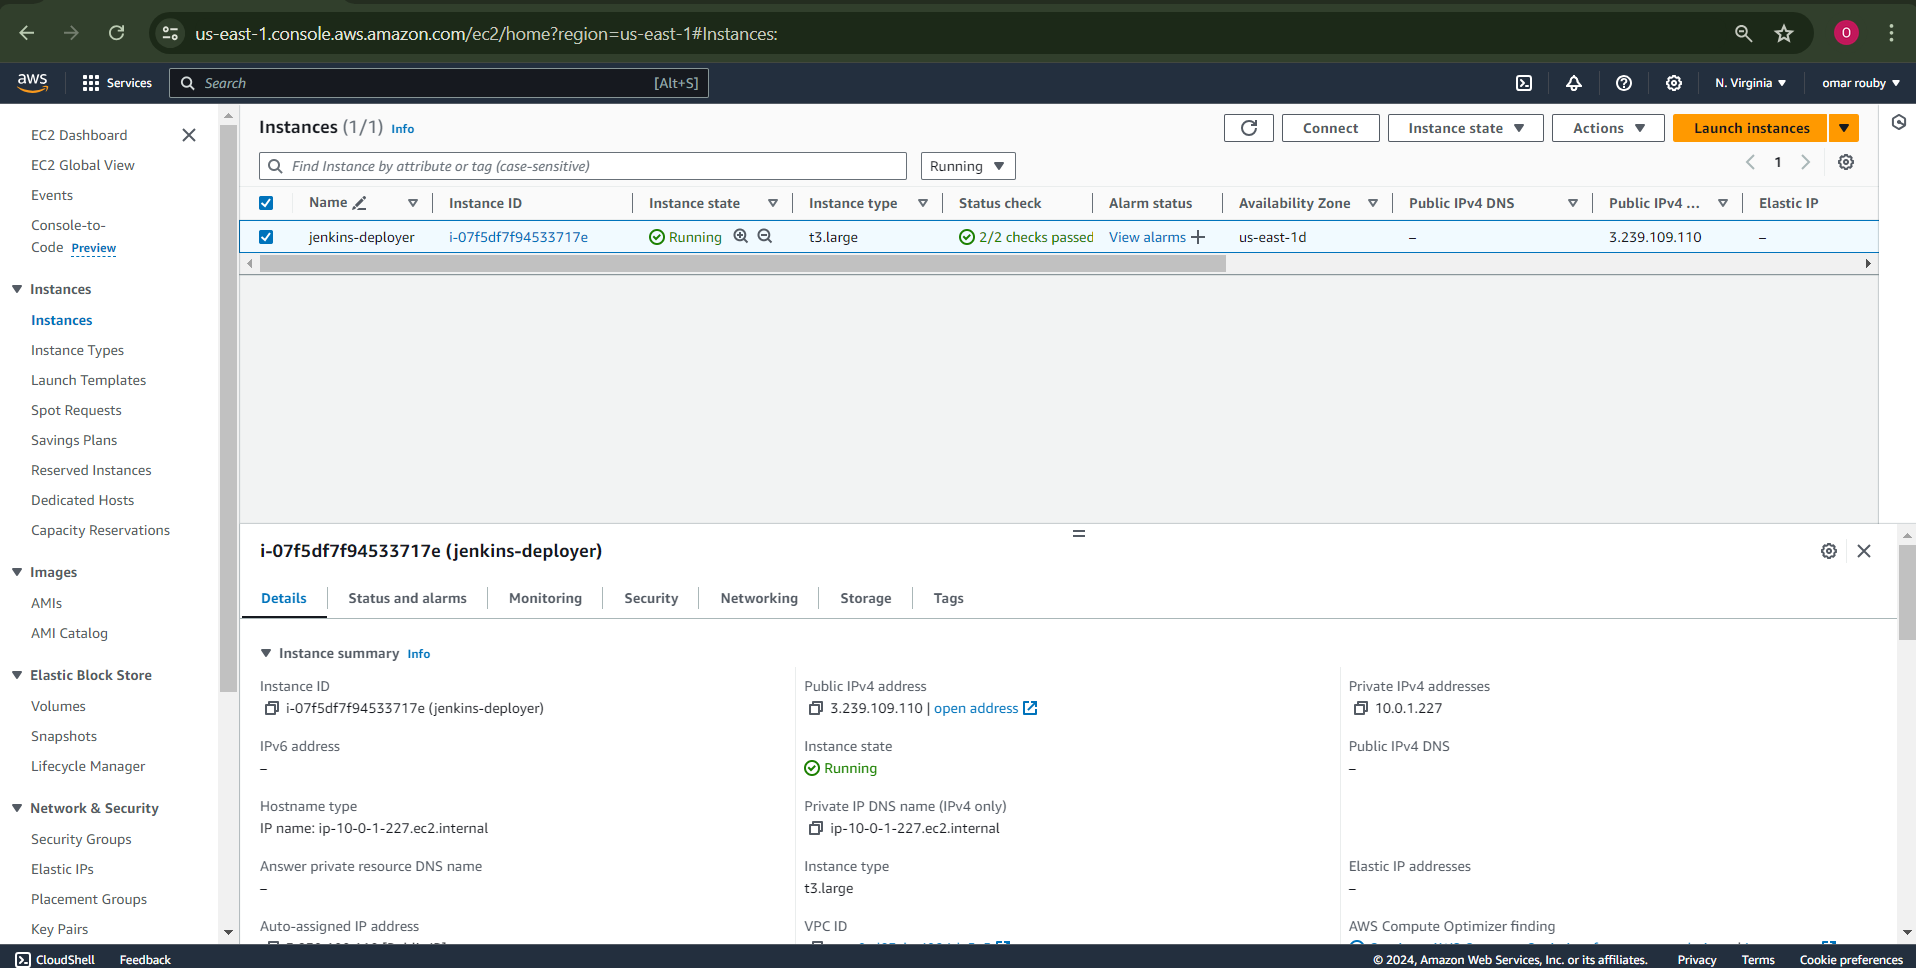 us-east-1.console.aws.amazon.com/ec2/home?region=us-east-1#Instances:
O
aws
Services
Search
[Alt+S]
N. Virginia
omar rouby
EC2 Dashboard
EC2 Global View
Events
Console-to-
Code Preview
Instances
Instances
Instance Types
Launch Templates
Spot Requests
Savings Plans
Reserved Instances
Dedicated Hosts
Capacity Reservations
Images
AMIs
AMI Catalog
Elastic Block Store
Volumes
Snapshots
Lifecycle Manager
Network & Security
Security Groups
Elastic IPs
Placement Groups
Key Pairs
Instances (1/1) Info
Connect
Instance state
Actions
Launch instances
Find Instance by attribute or tag (case-sensitive)
Running
1
Name
Instance ID
Instance state
Instance type
Status check
Alarm status
Availability Zone
Public IPv4 DNS
Public IPv4 ...
Elastic IP
jenkins-deployer
i-07f5df7f94533717e
Running
t3.large
2/2 checks passed
View alarms +
us-east-1d
–
3.239.109.110
–
i-07f5df7f94533717e (jenkins-deployer)
Details
Status and alarms
Monitoring
Security
Networking
Storage
Tags
Instance summary Info
Instance ID
i-07f5df7f94533717e (jenkins-deployer)
Public IPv4 address
3.239.109.110 | open address
Private IPv4 addresses
10.0.1.227
IPv6 address
–
Instance state
Running
Public IPv4 DNS
–
Hostname type
IP name: ip-10-0-1-227.ec2.internal
Private IP DNS name (IPv4 only)
ip-10-0-1-227.ec2.internal
Answer private resource DNS name
–
Instance type
t3.large
Elastic IP addresses
–
Auto-assigned IP address
VPC ID
AWS Compute Optimizer finding
CloudShell
Feedback
© 2024, Amazon Web Services, Inc. or its affiliates.
Privacy
Terms
Cookie preferences